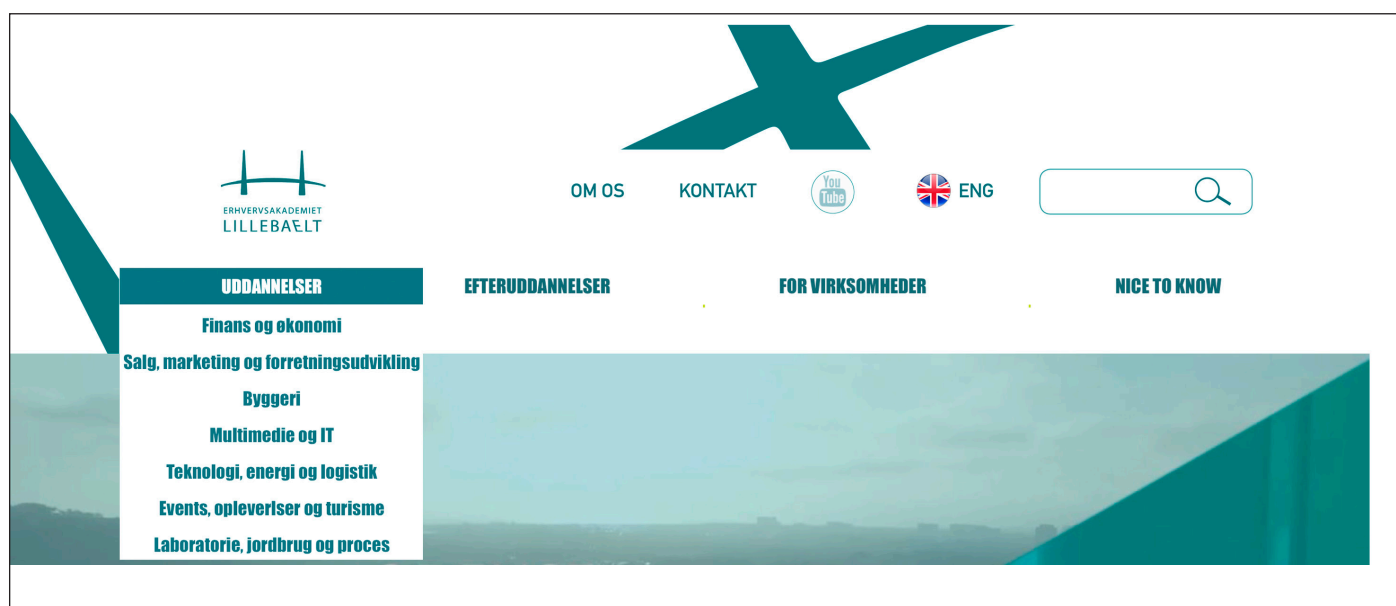 ERHVERVSAKADEMIET
LILLEBAELT
OM OS
KONTAKT
You
Tube
ENG
UDDANNELSER
EFTERUDDANNELSER
FOR VIRKSOMHEDER
NICE TO KNOW
Finans og økonomi
Salg, marketing og forretningsudvikling
Byggeri
Multimedie og IT
Teknologi, energi og logistik
Events, opleverlser og turisme
Laboratorie, jordbrug og proces